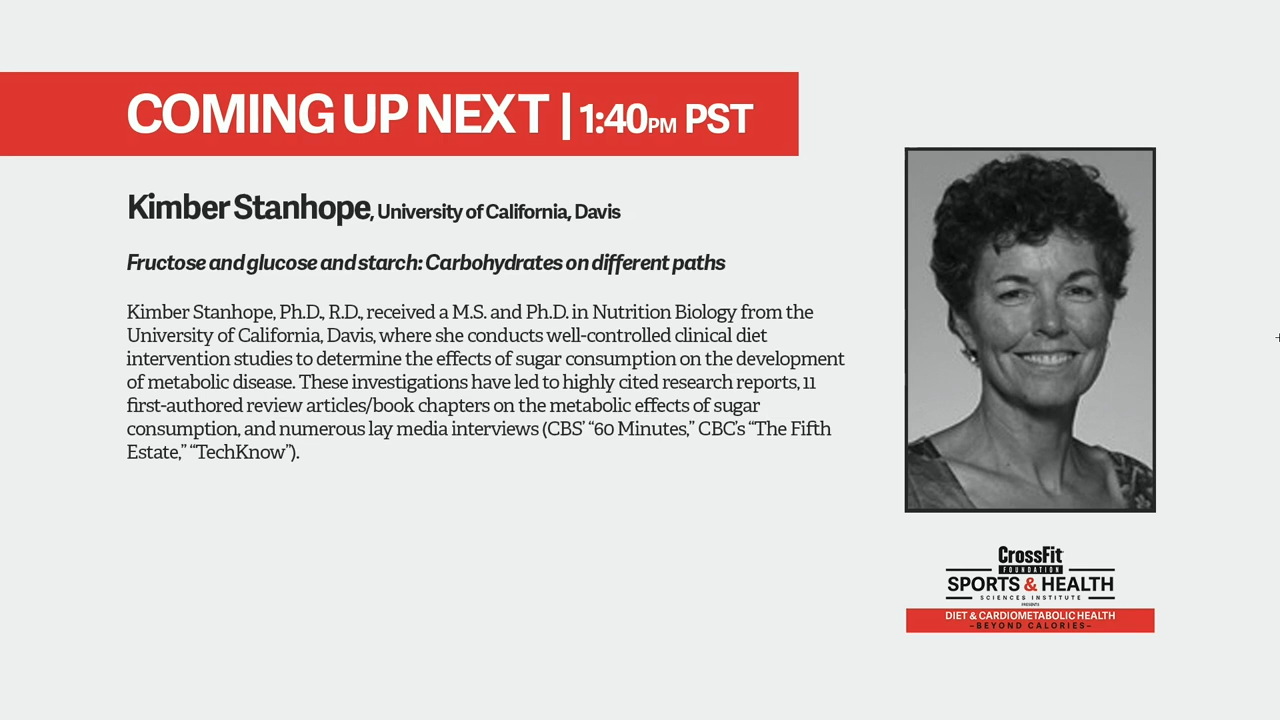 COMING UP NEXT | 1:40PM PST
Kimber Stanhope, University of California, Davis
Fructose and glucose and starch: Carbohydrates on different paths
Kimber Stanhope, Ph.D., R.D., received a M.S. and Ph.D. in Nutrition Biology from the
University of California, Davis, where she conducts well-controlled clinical diet
intervention studies to determine the effects of sugar consumption on the development
of metabolic disease. These investigations have led to highly cited research reports, 11
first-authored review articles/book chapters on the metabolic effects of sugar
consumption, and numerous lay media interviews (CBS’ “60 Minutes,” CBC’s “The Fifth
Estate,” “TechKnow”).
CrossFit
FOUNDATION
SPORTS & HEALTH
SCIENCES INSTITUTE
PRESENTS
DIET & CARDIOMETABOLIC HEALTH
–BEYOND CALORIES–